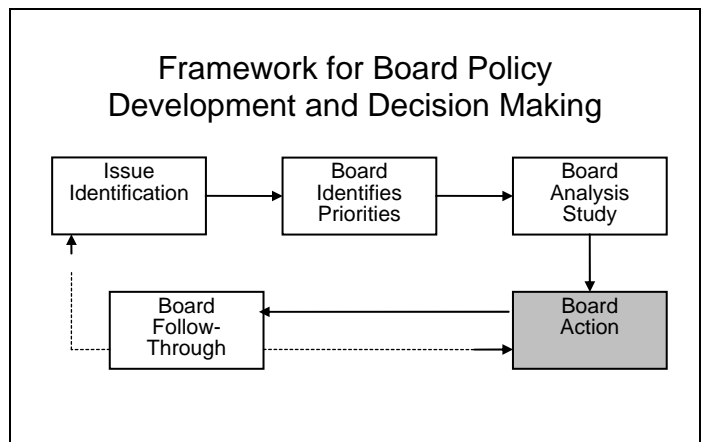 Framework for Board Policy
Development and Decision Making
Issue
Identification
Board
Identifies
Priorities
Board
Analysis
Study
Board
Follow-
Through
Board
Action